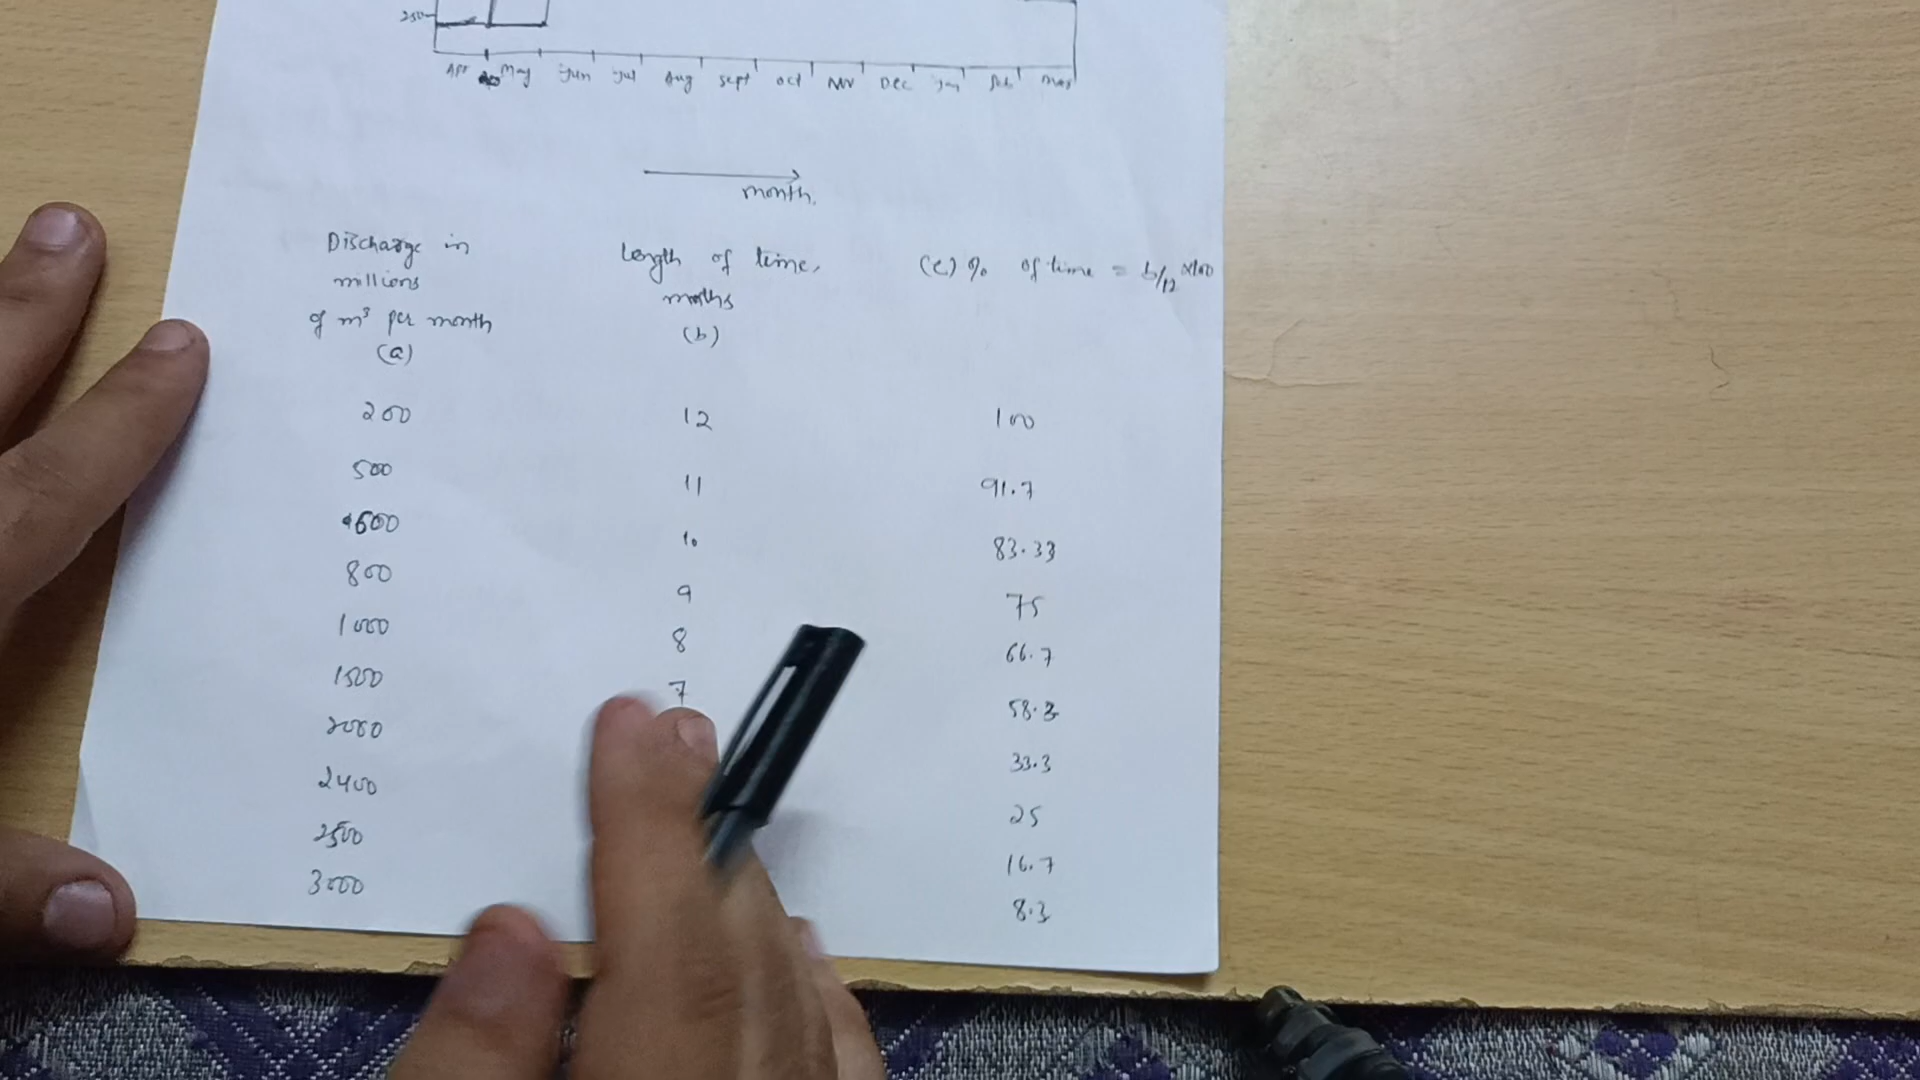 250
Apr May Jun Jul Aug sept oct Nov Dec Jan Feb Mar
month.
Discharge in
millions
of m³ per month
(a)
Length of time,
months
(b)
(c) % of time = b/12 x100
200 12 100
500 11 91.7
600 10 83.33
800 9 75
1000 8 66.7
1500 7 58.3
2000 33.3
2400 25
2500 16.7
3000 8.3